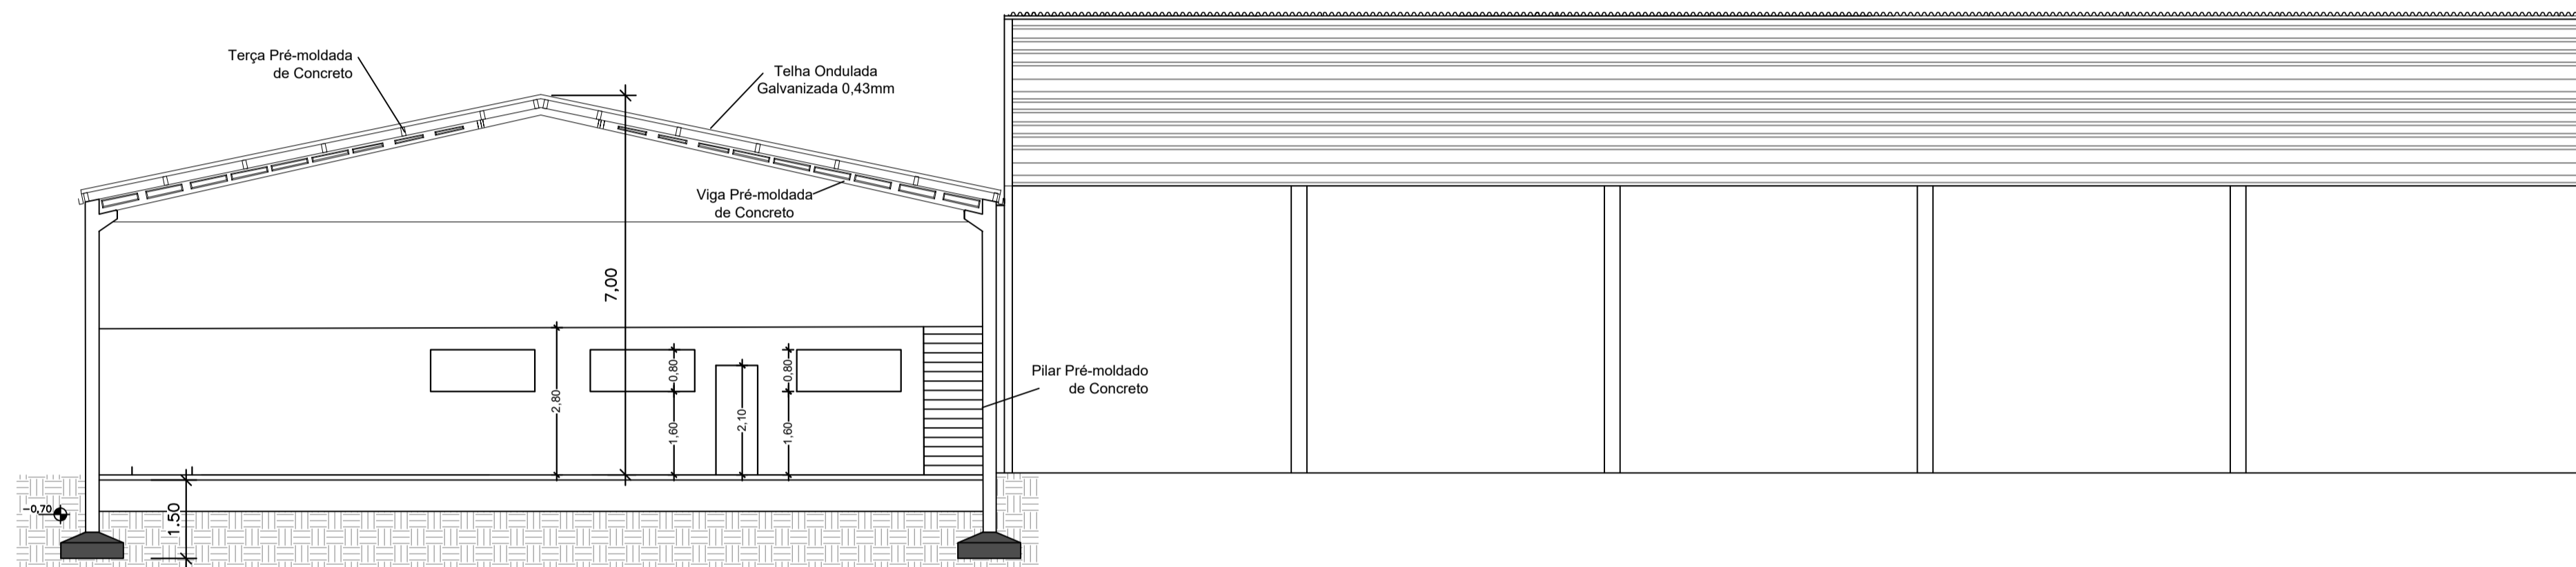 Terça Pré-moldada
de Concreto
Telha Ondulada
Galvanizada 0,43mm
Viga Pré-moldada
de Concreto
7,00
Pilar Pré-moldado
de Concreto
2,80
0,80
1,60
2,10
0,80
1,60
-0,70
1.50